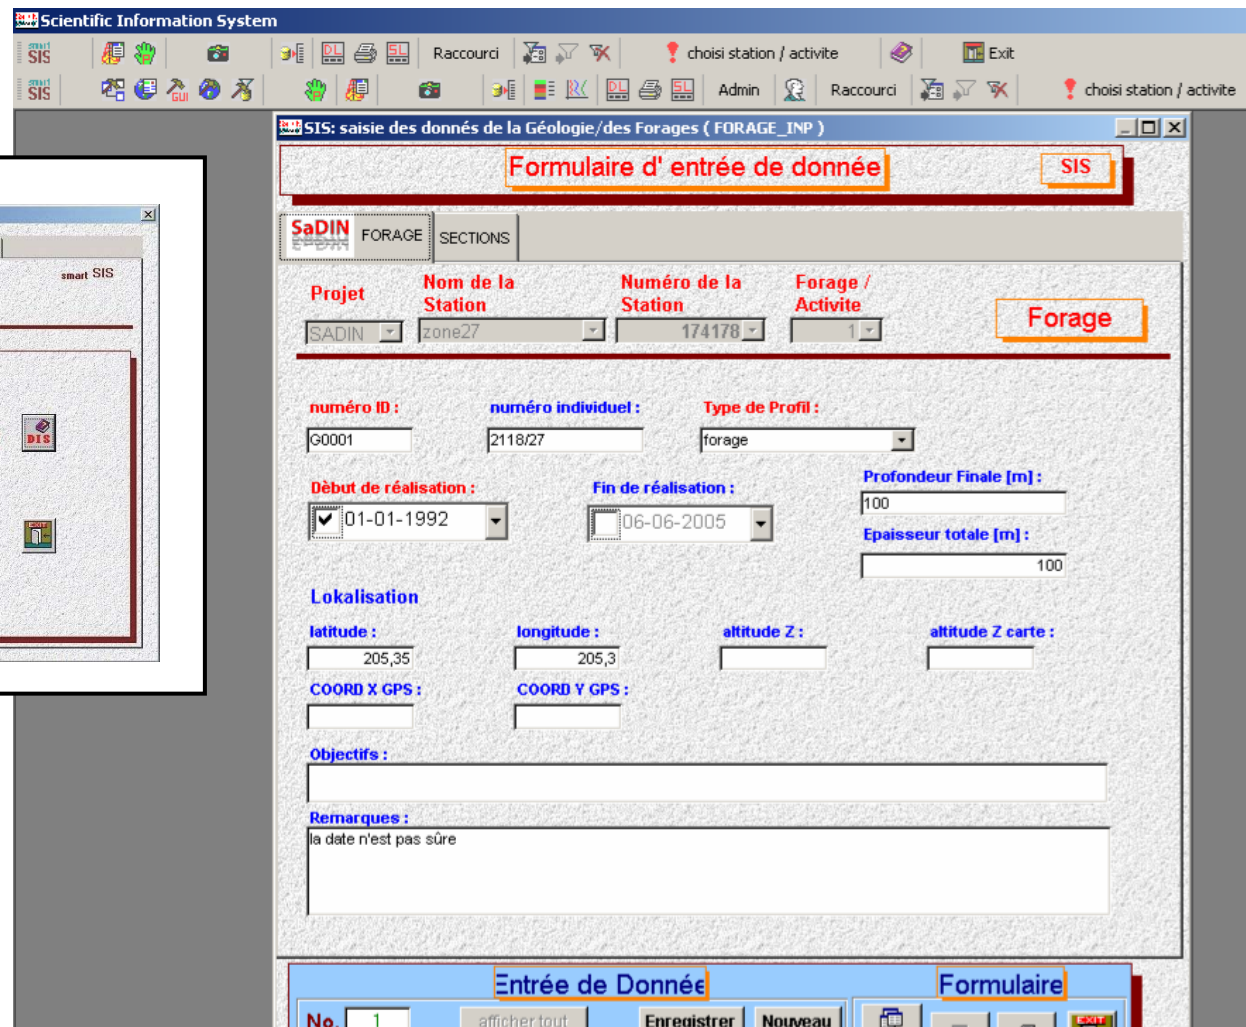 Scientific Information System
smart SIS Raccourci choisi station / activite Exit
smart SIS GUI Admin Raccourci choisi station / activite
SIS: saisie des donnés de la Géologie/des Forages ( FORAGE_INP )
Formulaire d' entrée de donnée
SIS
SaDIN FORAGE SECTIONS
smart SIS
Projet
Nom de la Station
Numéro de la Station
Forage / Activite
Forage
SADIN zone27 174178 1
numéro ID : numéro individuel : Type de Profil :
G0001 2118/27 forage
DIS
Dèbut de réalisation : Fin de réalisation : Profondeur Finale [m] :
01-01-1992 06-06-2005 100
Epaisseur totale [m] :
100
EXIT
Lokalisation
latitude : longitude : altitude Z : altitude Z carte :
205,35 205,3
COORD X GPS : COORD Y GPS :
Objectifs :
Remarques :
la date n'est pas sûre
Entrée de Donnée Formulaire
No. 1 afficher tout Enregistrer Nouveau EXIT